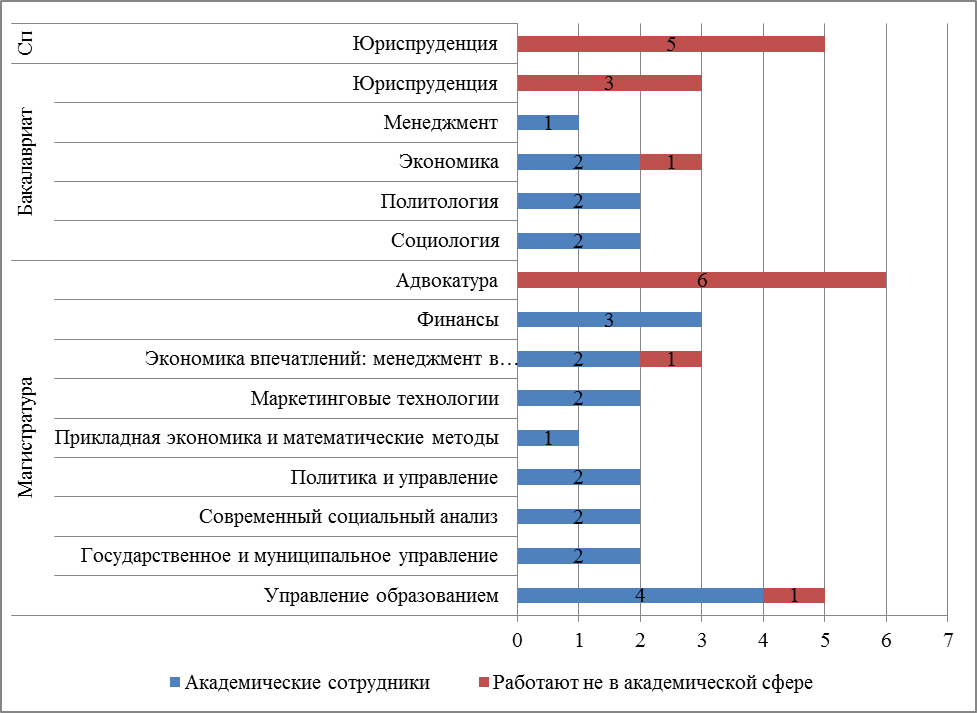 Сп
Юриспруденция
5
Бакалавриат
Юриспруденция
3
Менеджмент
1
Экономика
2 1
Политология
2
Социология
2
Магистратура
Адвокатура
6
Финансы
3
Экономика впечатлений: менеджмент в…
2 1
Маркетинговые технологии
2
Прикладная экономика и математические методы
1
Политика и управление
2
Современный социальный анализ
2
Государственное и муниципальное управление
2
Управление образованием
4 1
0 1 2 3 4 5 6 7
Академические сотрудники
Работают не в академической сфере